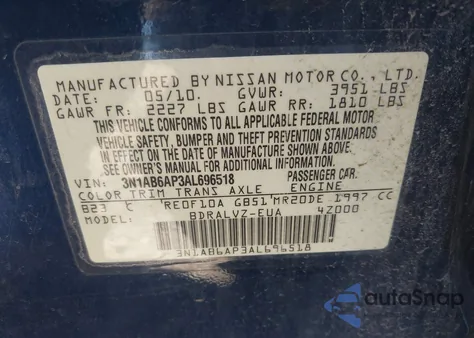 MANUFACTURED BY NISSAN MOTOR CO., LTD.
DATE: 05/10. GVWR: 3951 LBS
GAWR FR: 2227 LBS GAWR RR: 1810 LBS
THIS VEHICLE CONFORMS TO ALL APPLICABLE FEDERAL MOTOR
VEHICLE SAFETY, BUMPER AND THEFT PREVENTION STANDARDS
IN EFFECT ON THE DATE OF MANUFACTURE SHOWN ABOVE.
SEE OWNER'S MANUAL FOR ADDITIONAL INFORMATION.
VIN: 3N1AB6AP3AL696518 PASSENGER CAR.
COLOR TRIM TRANS AXLE ENGINE
B23 C RE0F10A GB51 MR20DE 1997 CC
BDRALVZ-EUA 4Z000
3N1AB6AP3AL696518
autoSnap